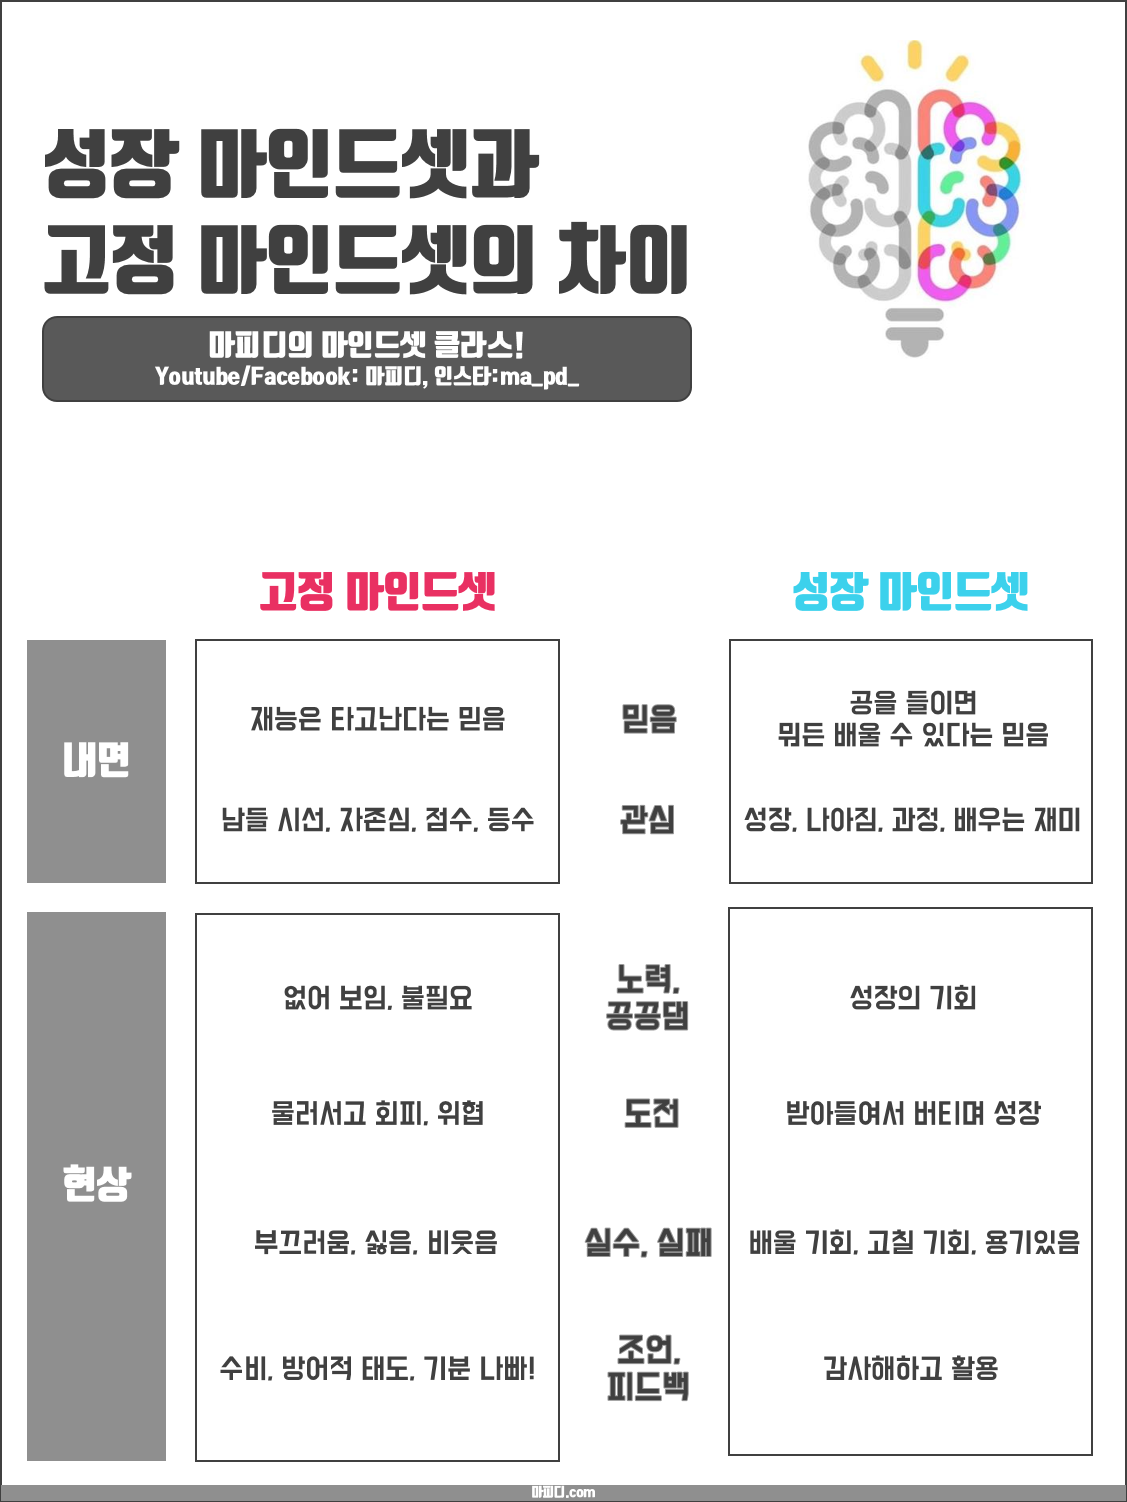 성장 마인드셋과
고정 마인드셋의 차이
마피디의 마인드셋 클라스!
Youtube/Facebook: 마피디, 인스타:ma_pd_
고정 마인드셋
성장 마인드셋
내면
재능은 타고난다는 믿음
믿음
공을 들이면
뭐든 배울 수 있다는 믿음
남들 시선, 자존심, 점수, 등수
관심
성장, 나아짐, 과정, 배우는 재미
현상
없어 보임, 불필요
노력,
끙끙댐
성장의 기회
물러서고 회피, 위협
도전
받아들여서 버티며 성장
부끄러움, 싫음, 비웃음
실수, 실패
배울 기회, 고칠 기회, 용기있음
수비, 방어적 태도, 기분 나빠!
조언,
피드백
감사해하고 활용
마피디.com